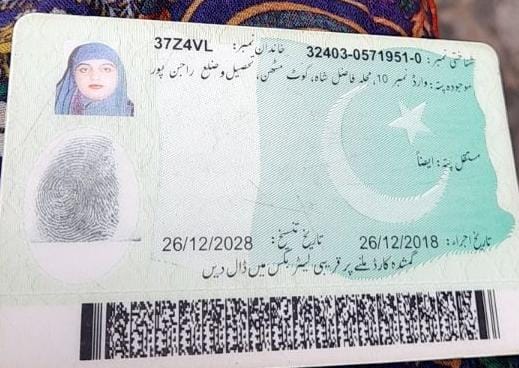 شناختی نمبر: 32403-0571951-0 خاندان نمبر: 37Z4VL
موجودہ پتہ: وارڈ نمبر 10، محلہ فاضل شاہ، کوٹ مٹھن، تحصیل و ضلع راجن پور
مستقل پتہ: ایضاً
تاریخ اجراء: 26/12/2018 تاریخ تنسیخ: 26/12/2028
گمشدہ کارڈ ملنے پر قریبی لیٹر بکس میں ڈال دیں